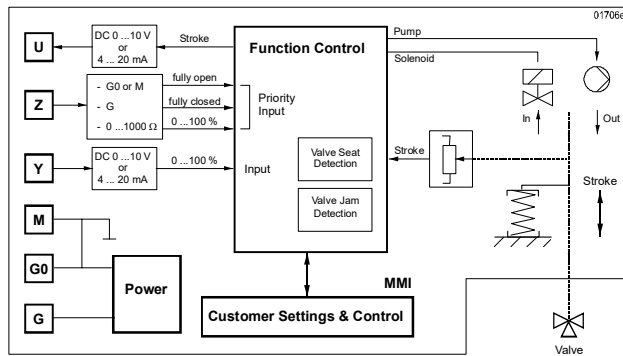 01706e
U
DC 0 ...10 V
or
4 ... 20 mA
Stroke
Function Control
Pump
Solenoid
Z
- G0 or M
- G
- 0 ...1000 Ω
fully open
fully closed
0 ...100 %
Priority
Input
In
Out
Y
DC 0 ...10 V
or
4 ... 20 mA
0 ...100 %
Input
Valve Seat
Detection
Valve Jam
Detection
Stroke
Stroke
M
G0
G
Power
MMI
Customer Settings & Control
Valve